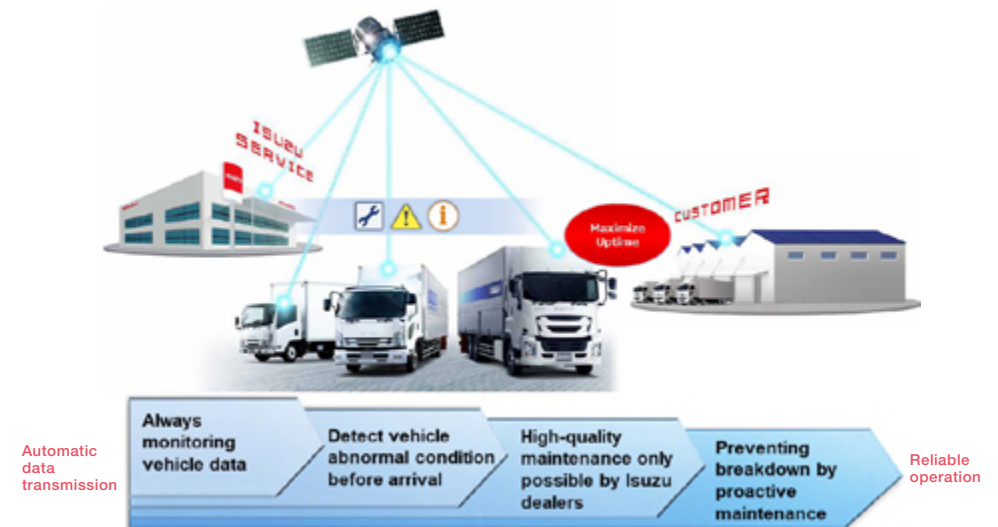 ISUZU
SERVICE
CUSTOMER
Maximize
Uptime
Automatic
data
transmission
Always
monitoring
vehicle data
Detect vehicle
abnormal condition
before arrival
High-quality
maintenance only
possible by Isuzu
dealers
Preventing
breakdown by
proactive
maintenance
Reliable
operation